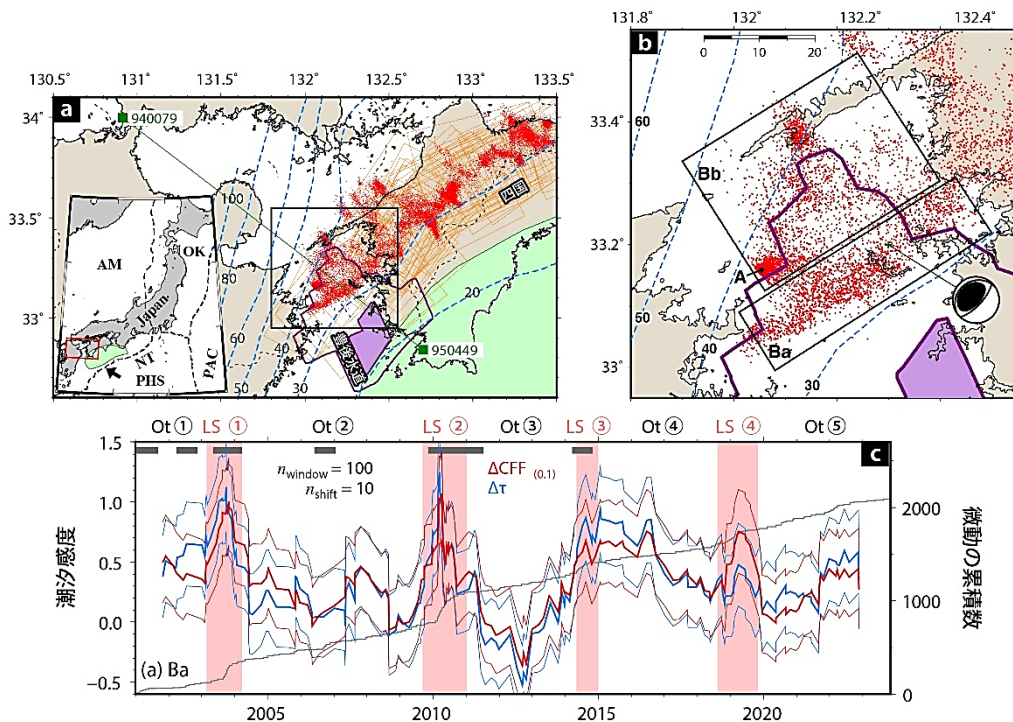 130.5° 131° 131.5° 132° 132.5° 133° 133.5°
a
940079
34°
33.5°
33°
四国
100
80
60
50
40
30
20
950449
AM
OK
Japan
NT
PHS
PAC
131.8° 132° 132.2° 132.4°
b
0 10 20
60
33.4°
33.2°
33°
Bb
A
Ba
50
40
30
Ot ① LS ① Ot ② LS ② Ot ③ LS ③ Ot ④ LS ④ Ot ⑤
c
n window = 100
n shift = 10
ΔCFF (0.1)
Δτ
1.5
1.0
0.5
0.0
−0.5
潮汐感度
2000
1000
0
微動の累積数
(a) Ba
2005 2010 2015 2020